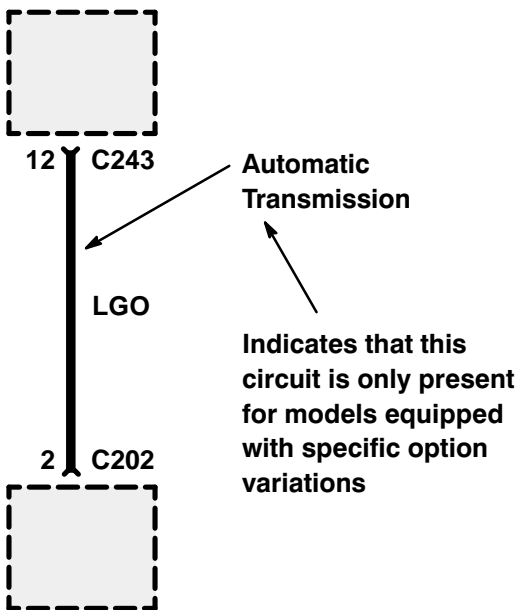 12 C243
Automatic
Transmission
LGO
Indicates that this
circuit is only present
for models equipped
with specific option
variations
2 C202